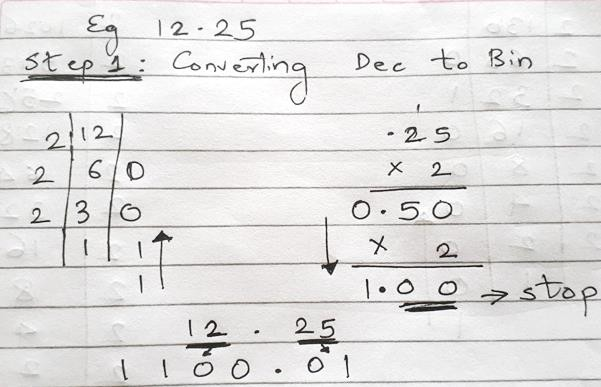 Eg 12.25
Step 1: Converting Dec to Bin
2 12
2 6 0
2 3 0
1 1
1
1
.25
× 2
0.50
× 2
1.00 → stop
12 . 25
1 1 0 0 . 0 1